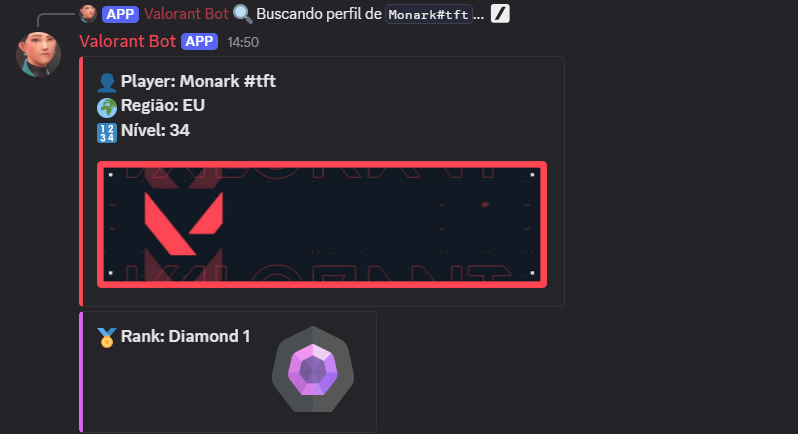 APP Valorant Bot Buscando perfil de Monark#tft ...
Valorant Bot APP 14:50
Player: Monark #tft
Região: EU
Nível: 34
Rank: Diamond 1